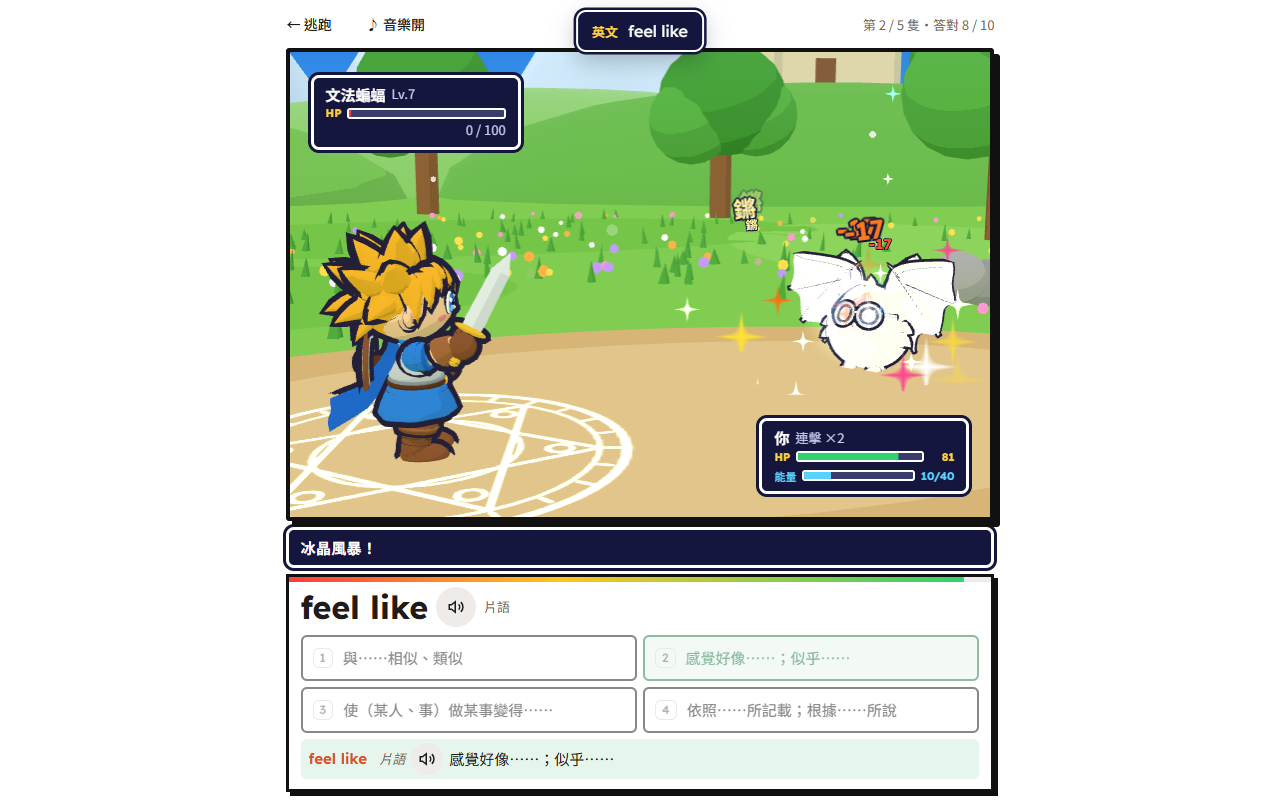 ← 逃跑
♪ 音樂開
英文 feel like
第 2 / 5 隻・答對 8 / 10
文法蝙蝠 Lv.7
HP
0 / 100
鏘
鏘
-17
-17
你 連擊 ×2
HP 81
能量 10/40
冰晶風暴！
feel like 片語
1 與⋯⋯相似、類似
2 感覺好像⋯⋯；似乎⋯⋯
3 使（某人、事）做某事變得⋯⋯
4 依照⋯⋯所記載；根據⋯⋯所說
feel like 片語 感覺好像⋯⋯；似乎⋯⋯